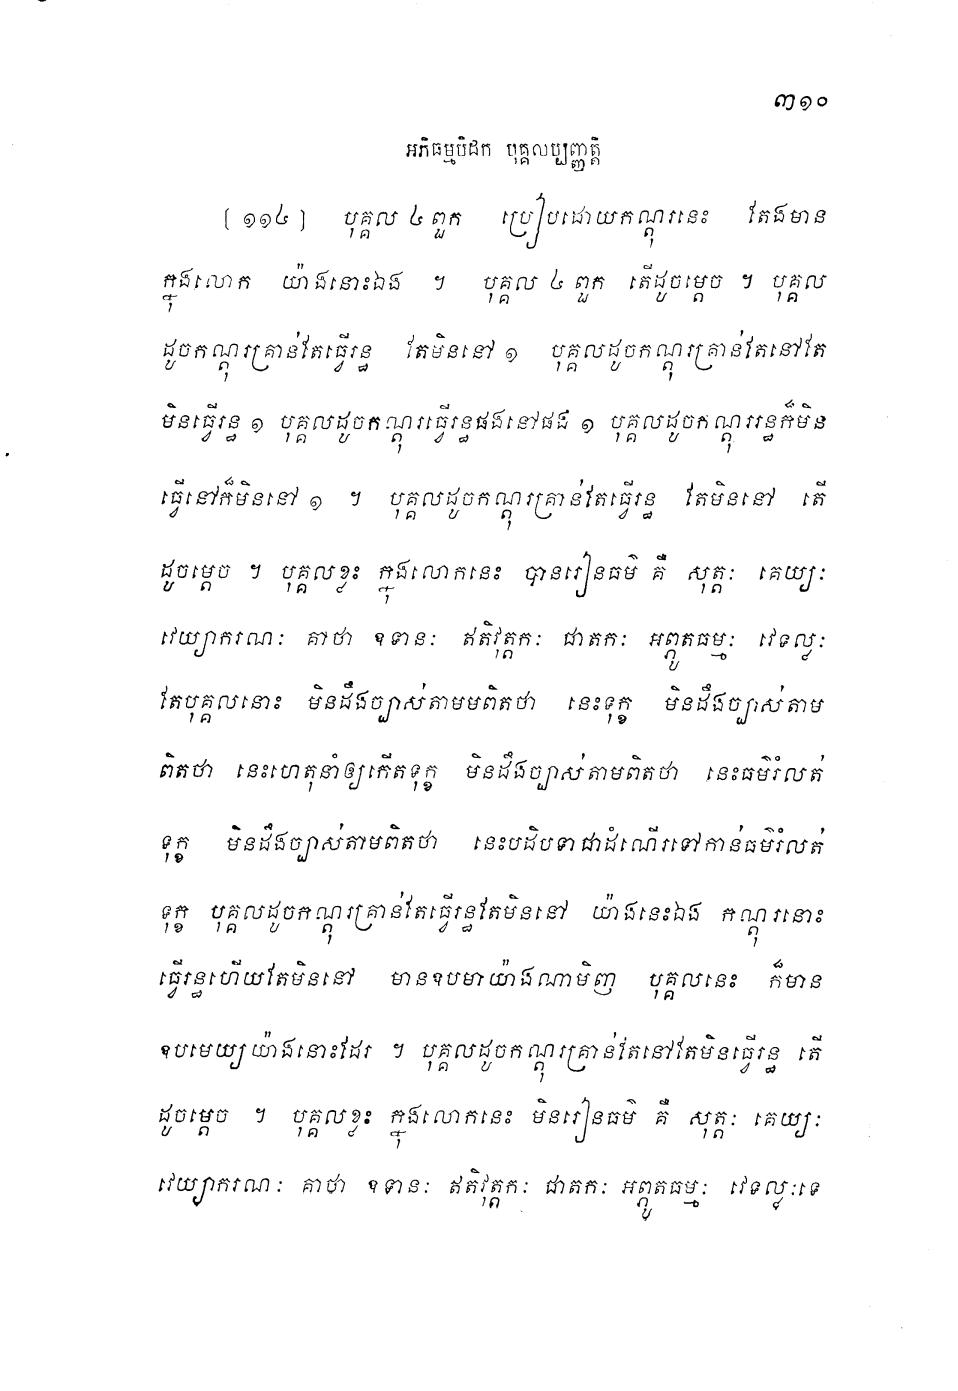 ៣១០
អភិធម្មបិដក បុគ្គលប្បញ្ញត្តិ
[១១៤] បុគ្គល ៤ ពួក ប្រៀបដោយកណ្តុរនេះ តែងមាន
ក្នុងលោក យ៉ាងនោះឯង ។ បុគ្គល ៤ ពួក តើដូចម្តេច ។ បុគ្គល
ដូចកណ្តុរគ្រាន់តែធ្វើរន្ធ តែមិននៅ ១ បុគ្គលដូចកណ្តុរគ្រាន់តែនៅតែ
មិនធ្វើរន្ធ ១ បុគ្គលដូចកណ្តុរធ្វើរន្ធផងនៅផង ១ បុគ្គលដូចកណ្តុររន្ធក៏មិន
ធ្វើនៅក៏មិននៅ ១ ។ បុគ្គលដូចកណ្តុរគ្រាន់តែធ្វើរន្ធ តែមិននៅ តើ
ដូចម្តេច ។ បុគ្គលខ្លះ ក្នុងលោកនេះ បានរៀនធម៌ គឺ សុត្តៈ គេយ្យៈ
វេយ្យាករណៈ គាថា ឧទានៈ ឥតិវុត្តកៈ ជាតកៈ អព្ភូតធម្មៈ វេទល្លៈ
តែបុគ្គលនោះ មិនដឹងច្បាស់តាមមពិតថា នេះទុក្ខ មិនដឹងច្បាស់តាម
ពិតថា នេះហេតុនាំឲ្យកើតទុក្ខ មិនដឹងច្បាស់តាមពិតថា នេះធម៌រំលត់
ទុក្ខ មិនដឹងច្បាស់តាមពិតថា នេះបដិបទាជាដំណើរទៅកាន់ធម៌រំលត់
ទុក្ខ បុគ្គលដូចកណ្តុរគ្រាន់តែធ្វើរន្ធតែមិននៅ យ៉ាងនេះឯង កណ្តុរនោះ
ធ្វើរន្ធហើយតែមិននៅ មានឧបមាយ៉ាងណាមិញ បុគ្គលនេះ ក៏មាន
ឧបមេយ្យយ៉ាងនោះដែរ ។ បុគ្គលដូចកណ្តុរគ្រាន់តែនៅតែមិនធ្វើរន្ធ តើ
ដូចម្តេច ។ បុគ្គលខ្លះ ក្នុងលោកនេះ មិនរៀនធម៌ គឺ សុត្តៈ គេយ្យៈ
វេយ្យាករណៈ គាថា ឧទានៈ ឥតិវុត្តកៈ ជាតកៈ អព្ភូតធម្មៈ វេទល្លៈទេ